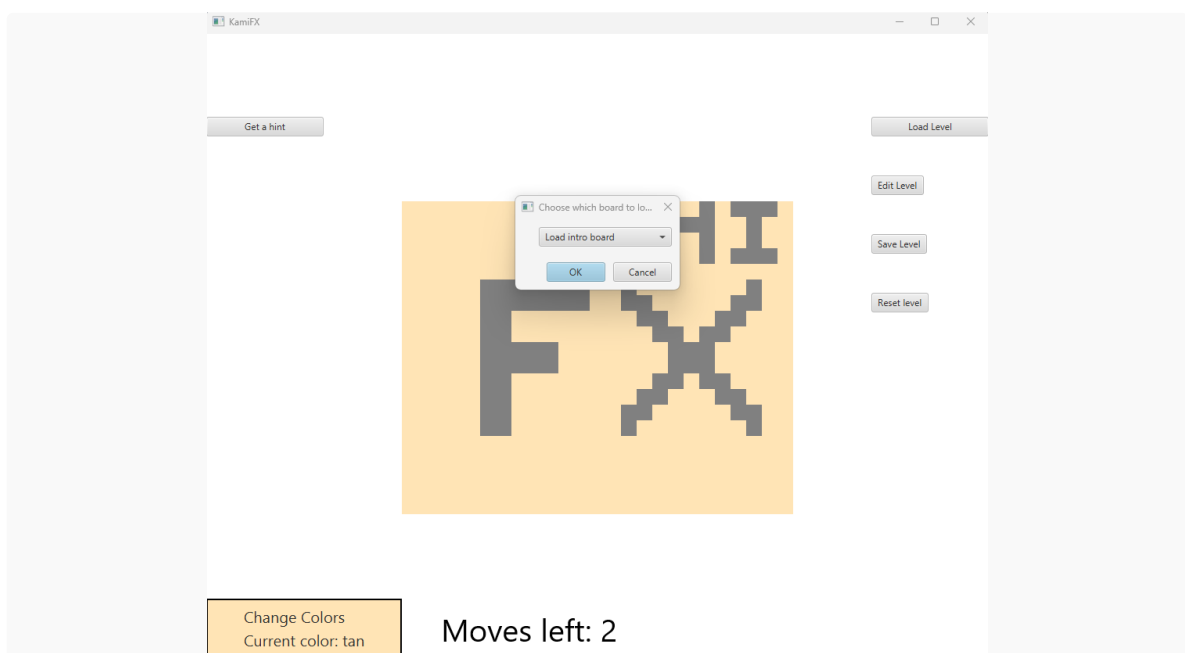 KamiFX
Get a hint
Load Level
Choose which board to lo...
Load intro board
OK
Cancel
Edit Level
Save Level
Reset level
FX
Change Colors
Current color: tan
Moves left: 2